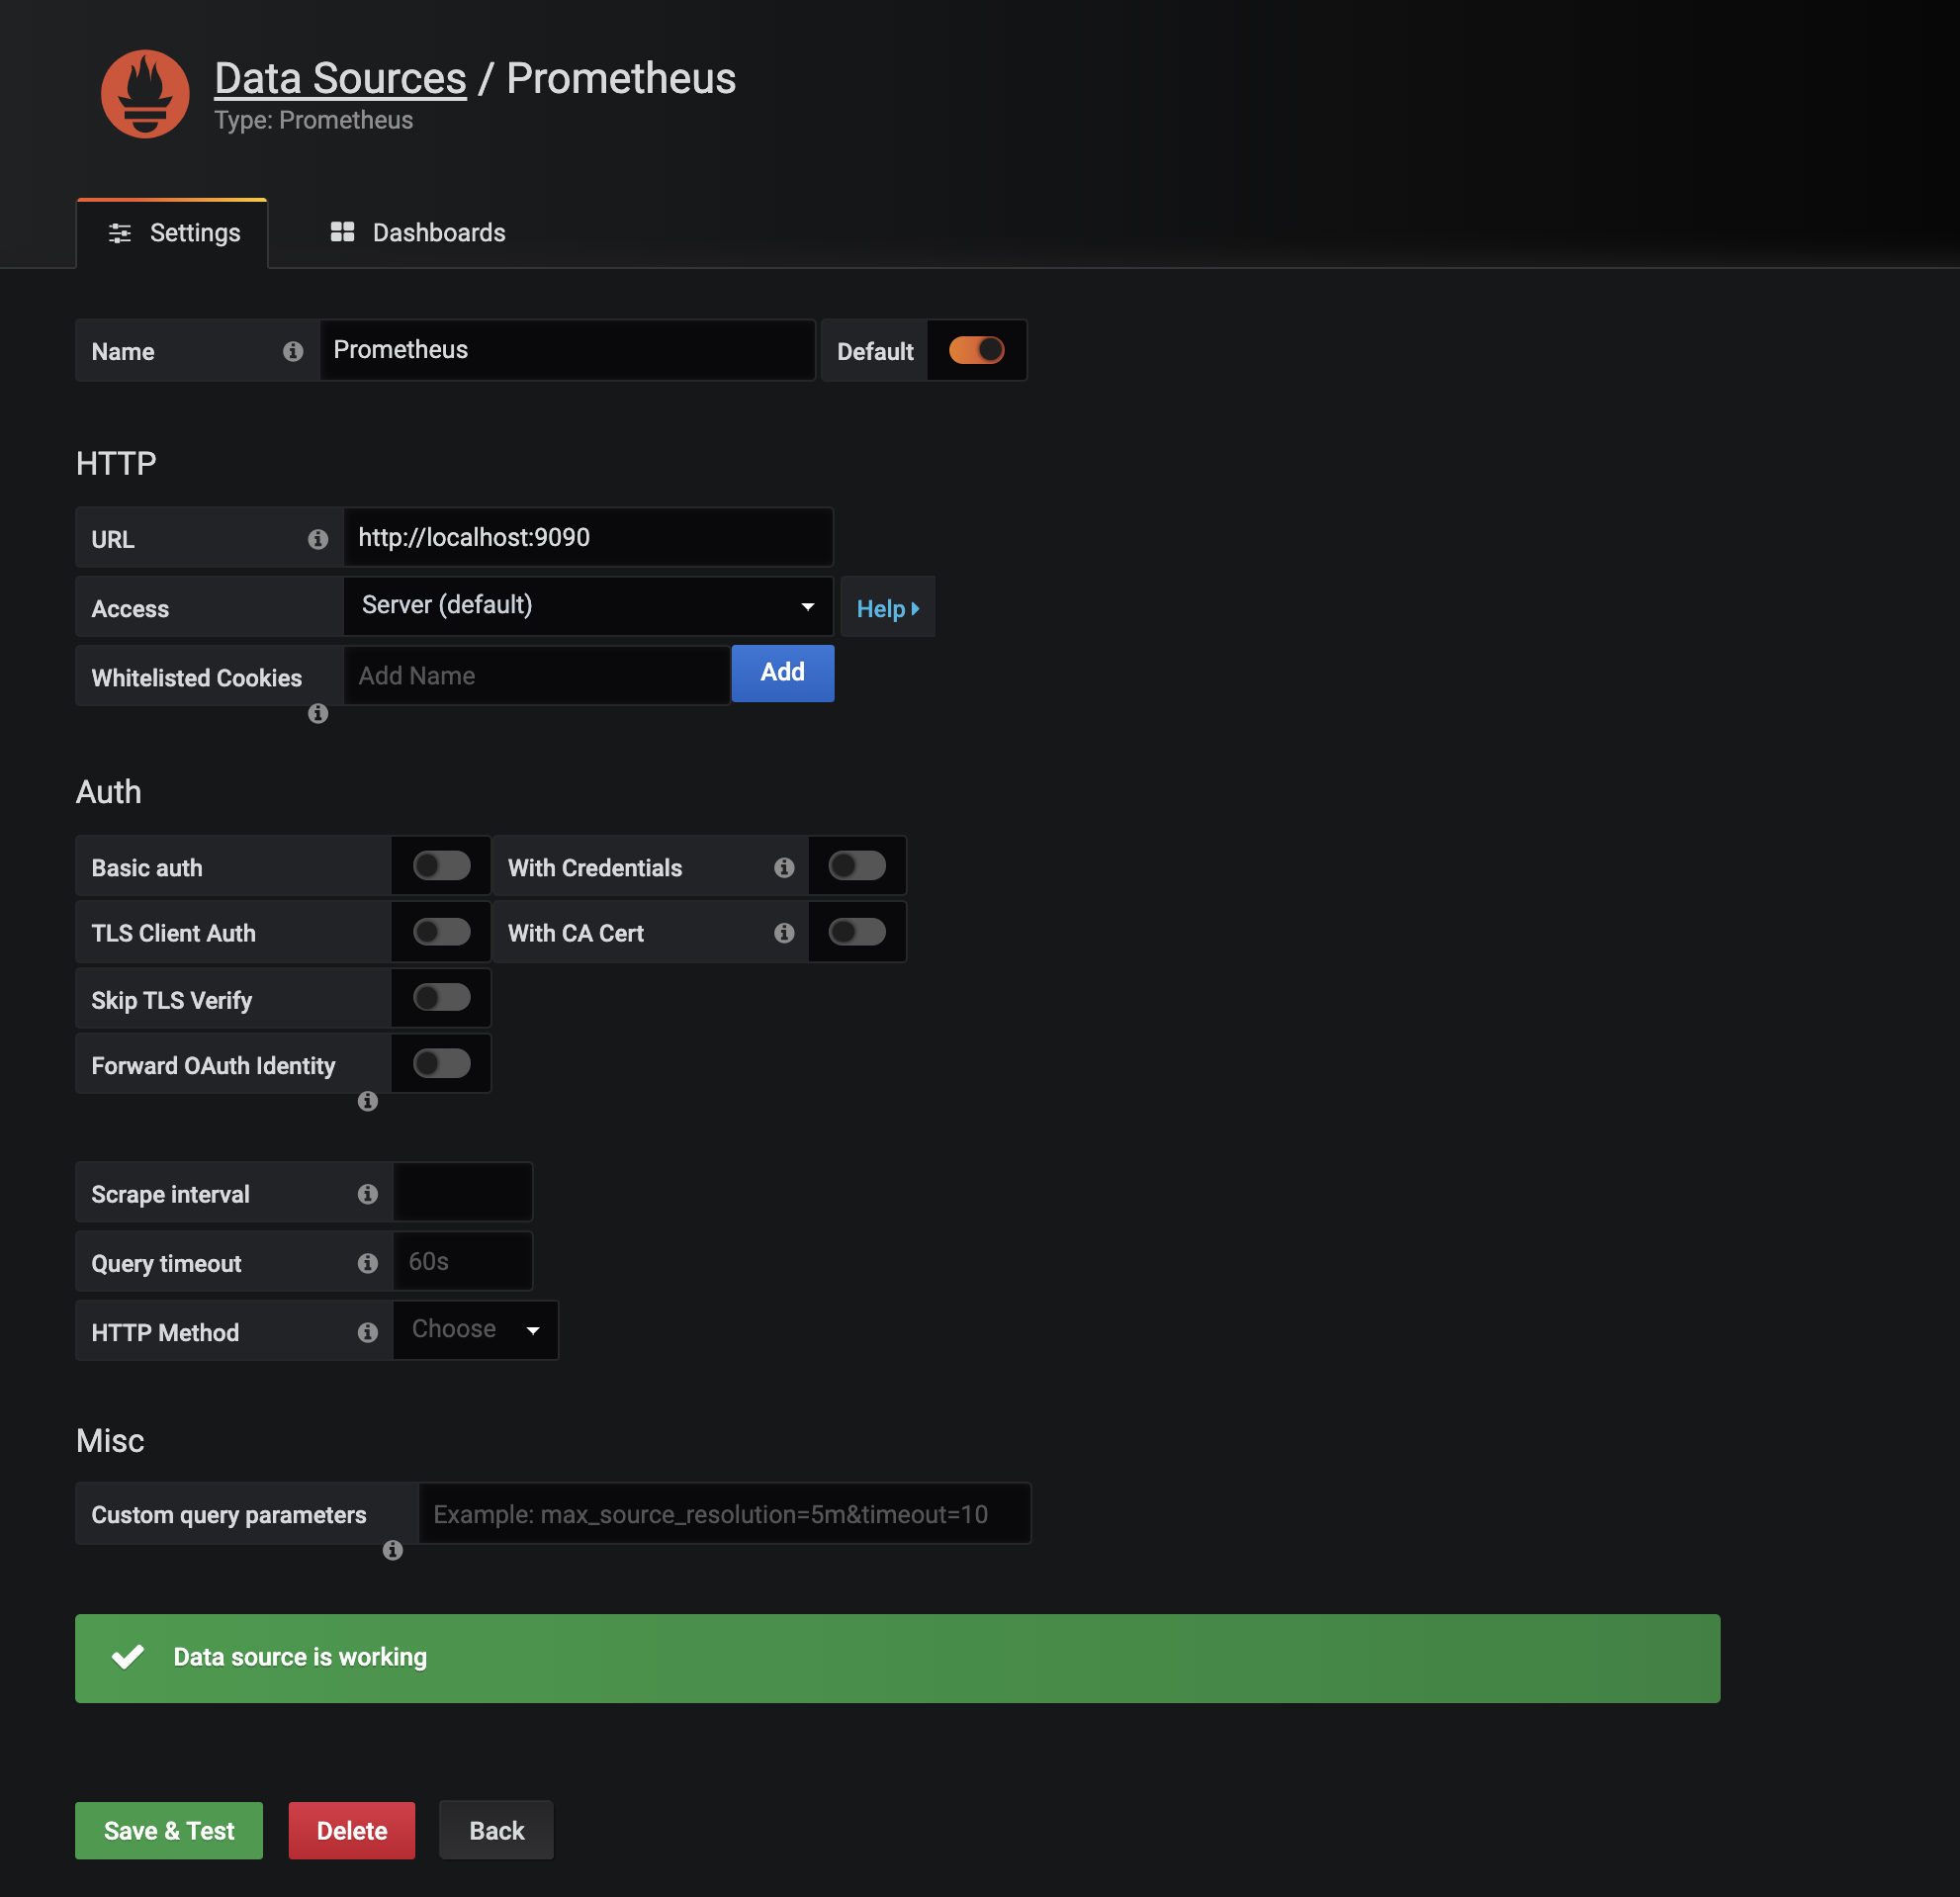 Data Sources / Prometheus
Type: Prometheus
Settings Dashboards
Name Prometheus Default
HTTP
URL http://localhost:9090
Access Server (default) Help
Whitelisted Cookies Add Name Add
Auth
Basic auth With Credentials
TLS Client Auth With CA Cert
Skip TLS Verify
Forward OAuth Identity
Scrape interval
Query timeout 60s
HTTP Method Choose
Misc
Custom query parameters Example: max_source_resolution=5m&timeout=10
Data source is working
Save & Test Delete Back